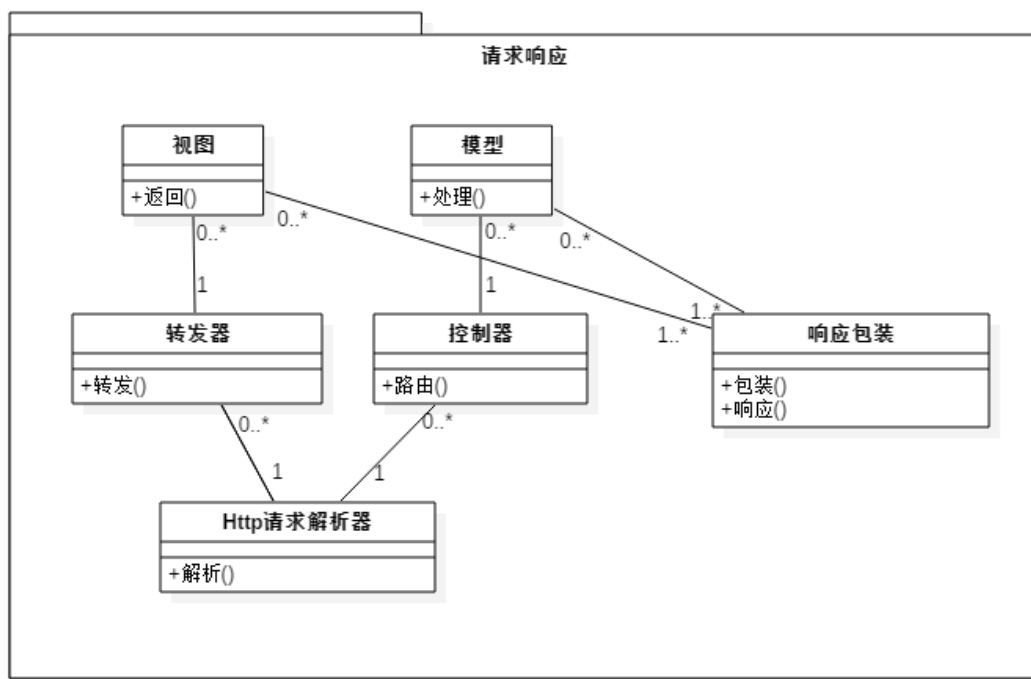 请求响应
视图
+返回()
模型
+处理()
0..*
0..*
0..*
0..*
1
1
1..*
1..*
转发器
+转发()
控制器
+路由()
响应包装
+包装()
+响应()
0..*
0..*
1
1
Http请求解析器
+解析()